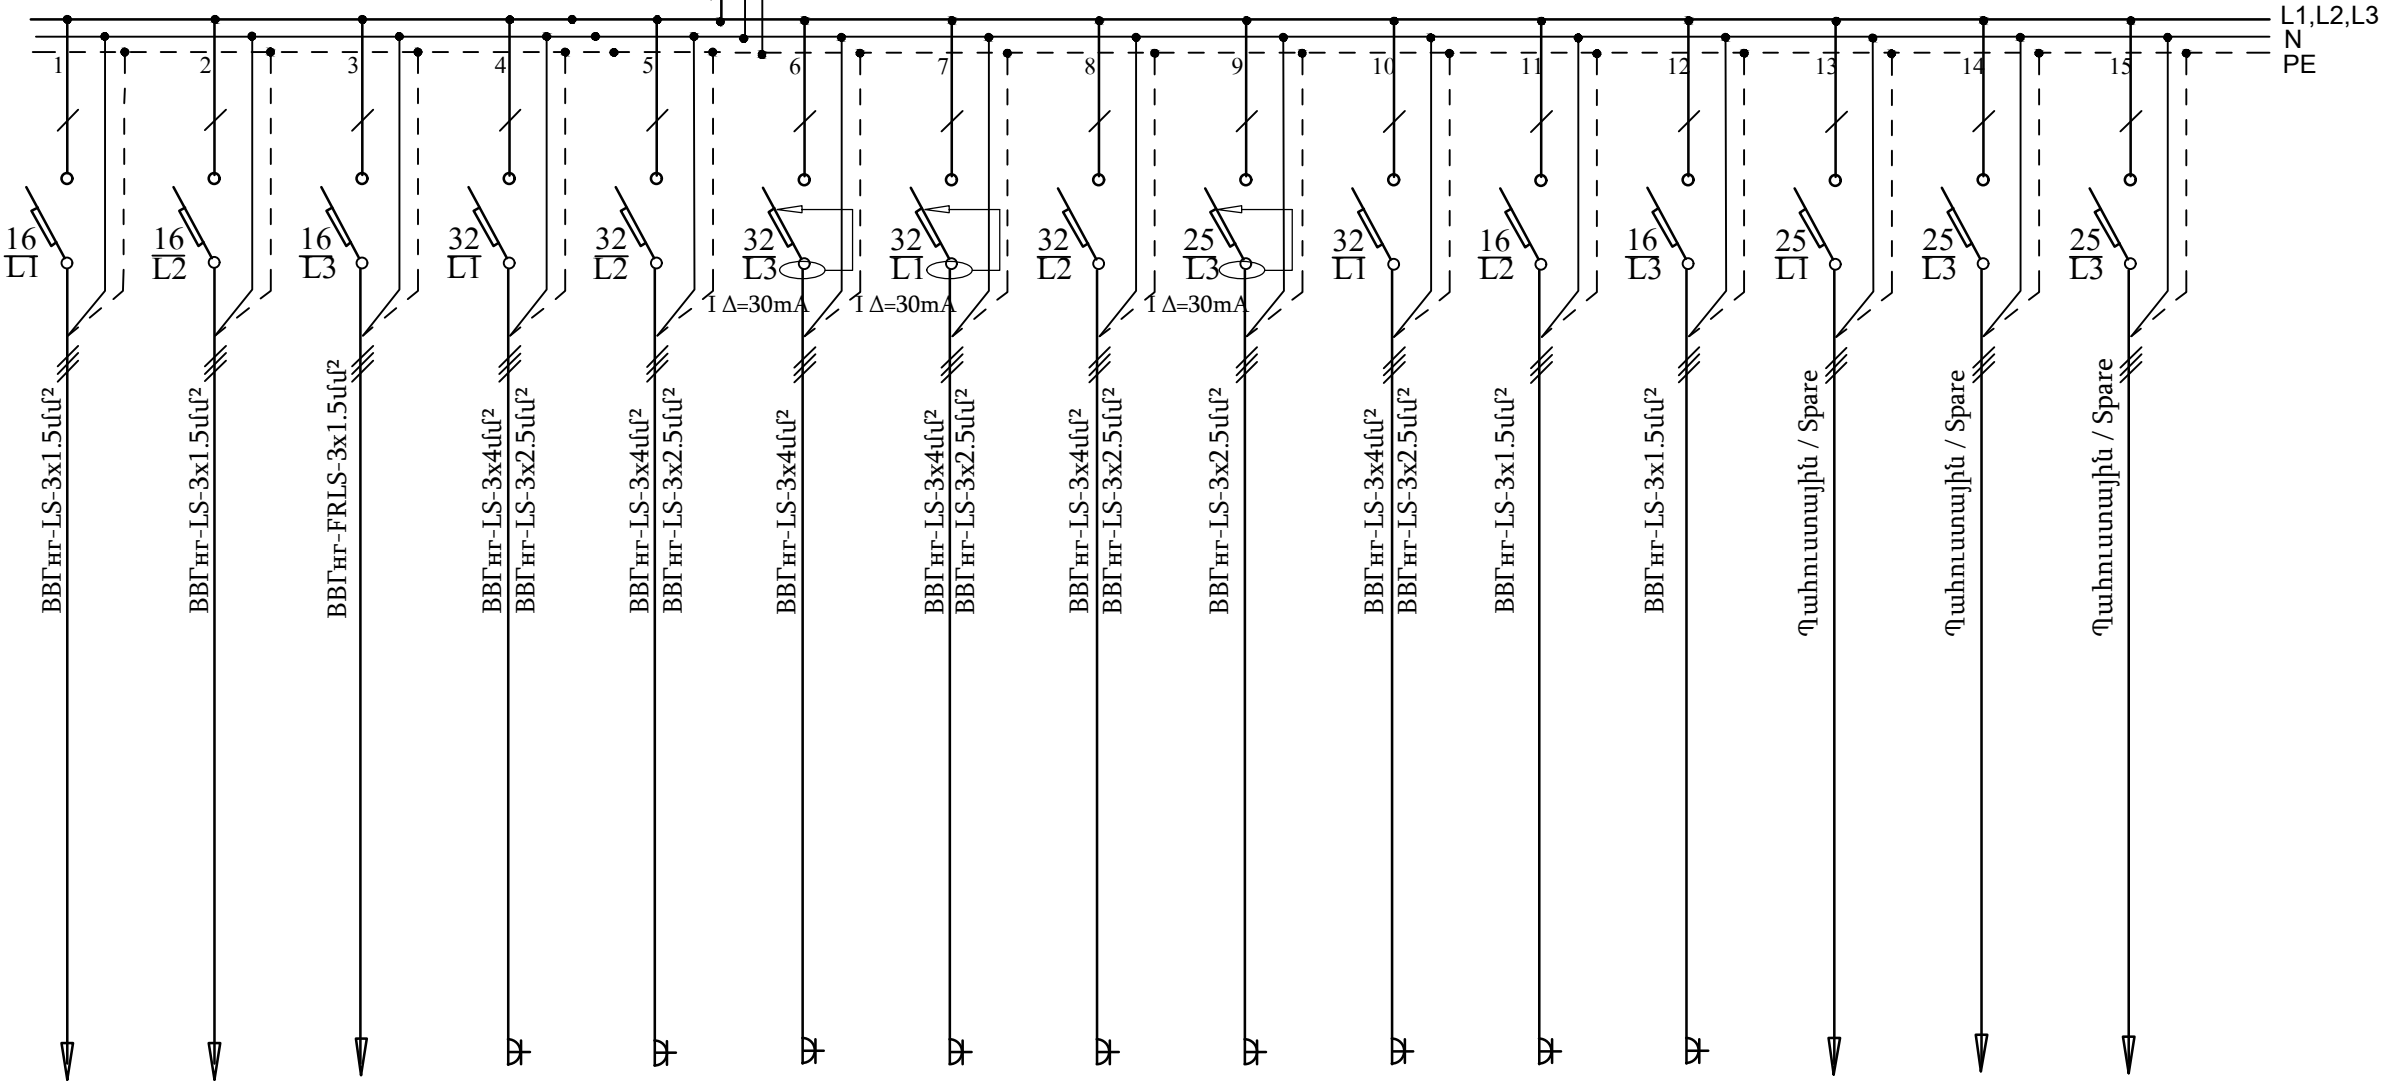 L1,L2,L3
N
PE
1
2
3
4
5
6
7
8
9
10
11
12
13
14
15
16
L1
16
L2
16
L3
32
L1
32
L2
32
L3
32
L1
32
L2
25
L3
32
L1
16
L2
16
L3
25
L1
25
L3
25
L3
I Δ=30mA
I Δ=30mA
I Δ=30mA
ВВГнг-LS-3x1.5մմ²
ВВГнг-LS-3x1.5մմ²
ВВГнг-FRLS-3x1.5մմ²
ВВГнг-LS-3x4մմ²
ВВГнг-LS-3x2.5մմ²
ВВГнг-LS-3x4մմ²
ВВГнг-LS-3x2.5մմ²
ВВГнг-LS-3x4մմ²
ВВГнг-LS-3x4մմ²
ВВГнг-LS-3x2.5մմ²
ВВГнг-LS-3x4մմ²
ВВГнг-LS-3x2.5մմ²
ВВГнг-LS-3x2.5մմ²
ВВГнг-LS-3x4մմ²
ВВГнг-LS-3x2.5մմ²
ВВГнг-LS-3x1.5մմ²
ВВГнг-LS-3x1.5մմ²
Պահուստային / Spare
Պահուստային / Spare
Պահուստային / Spare